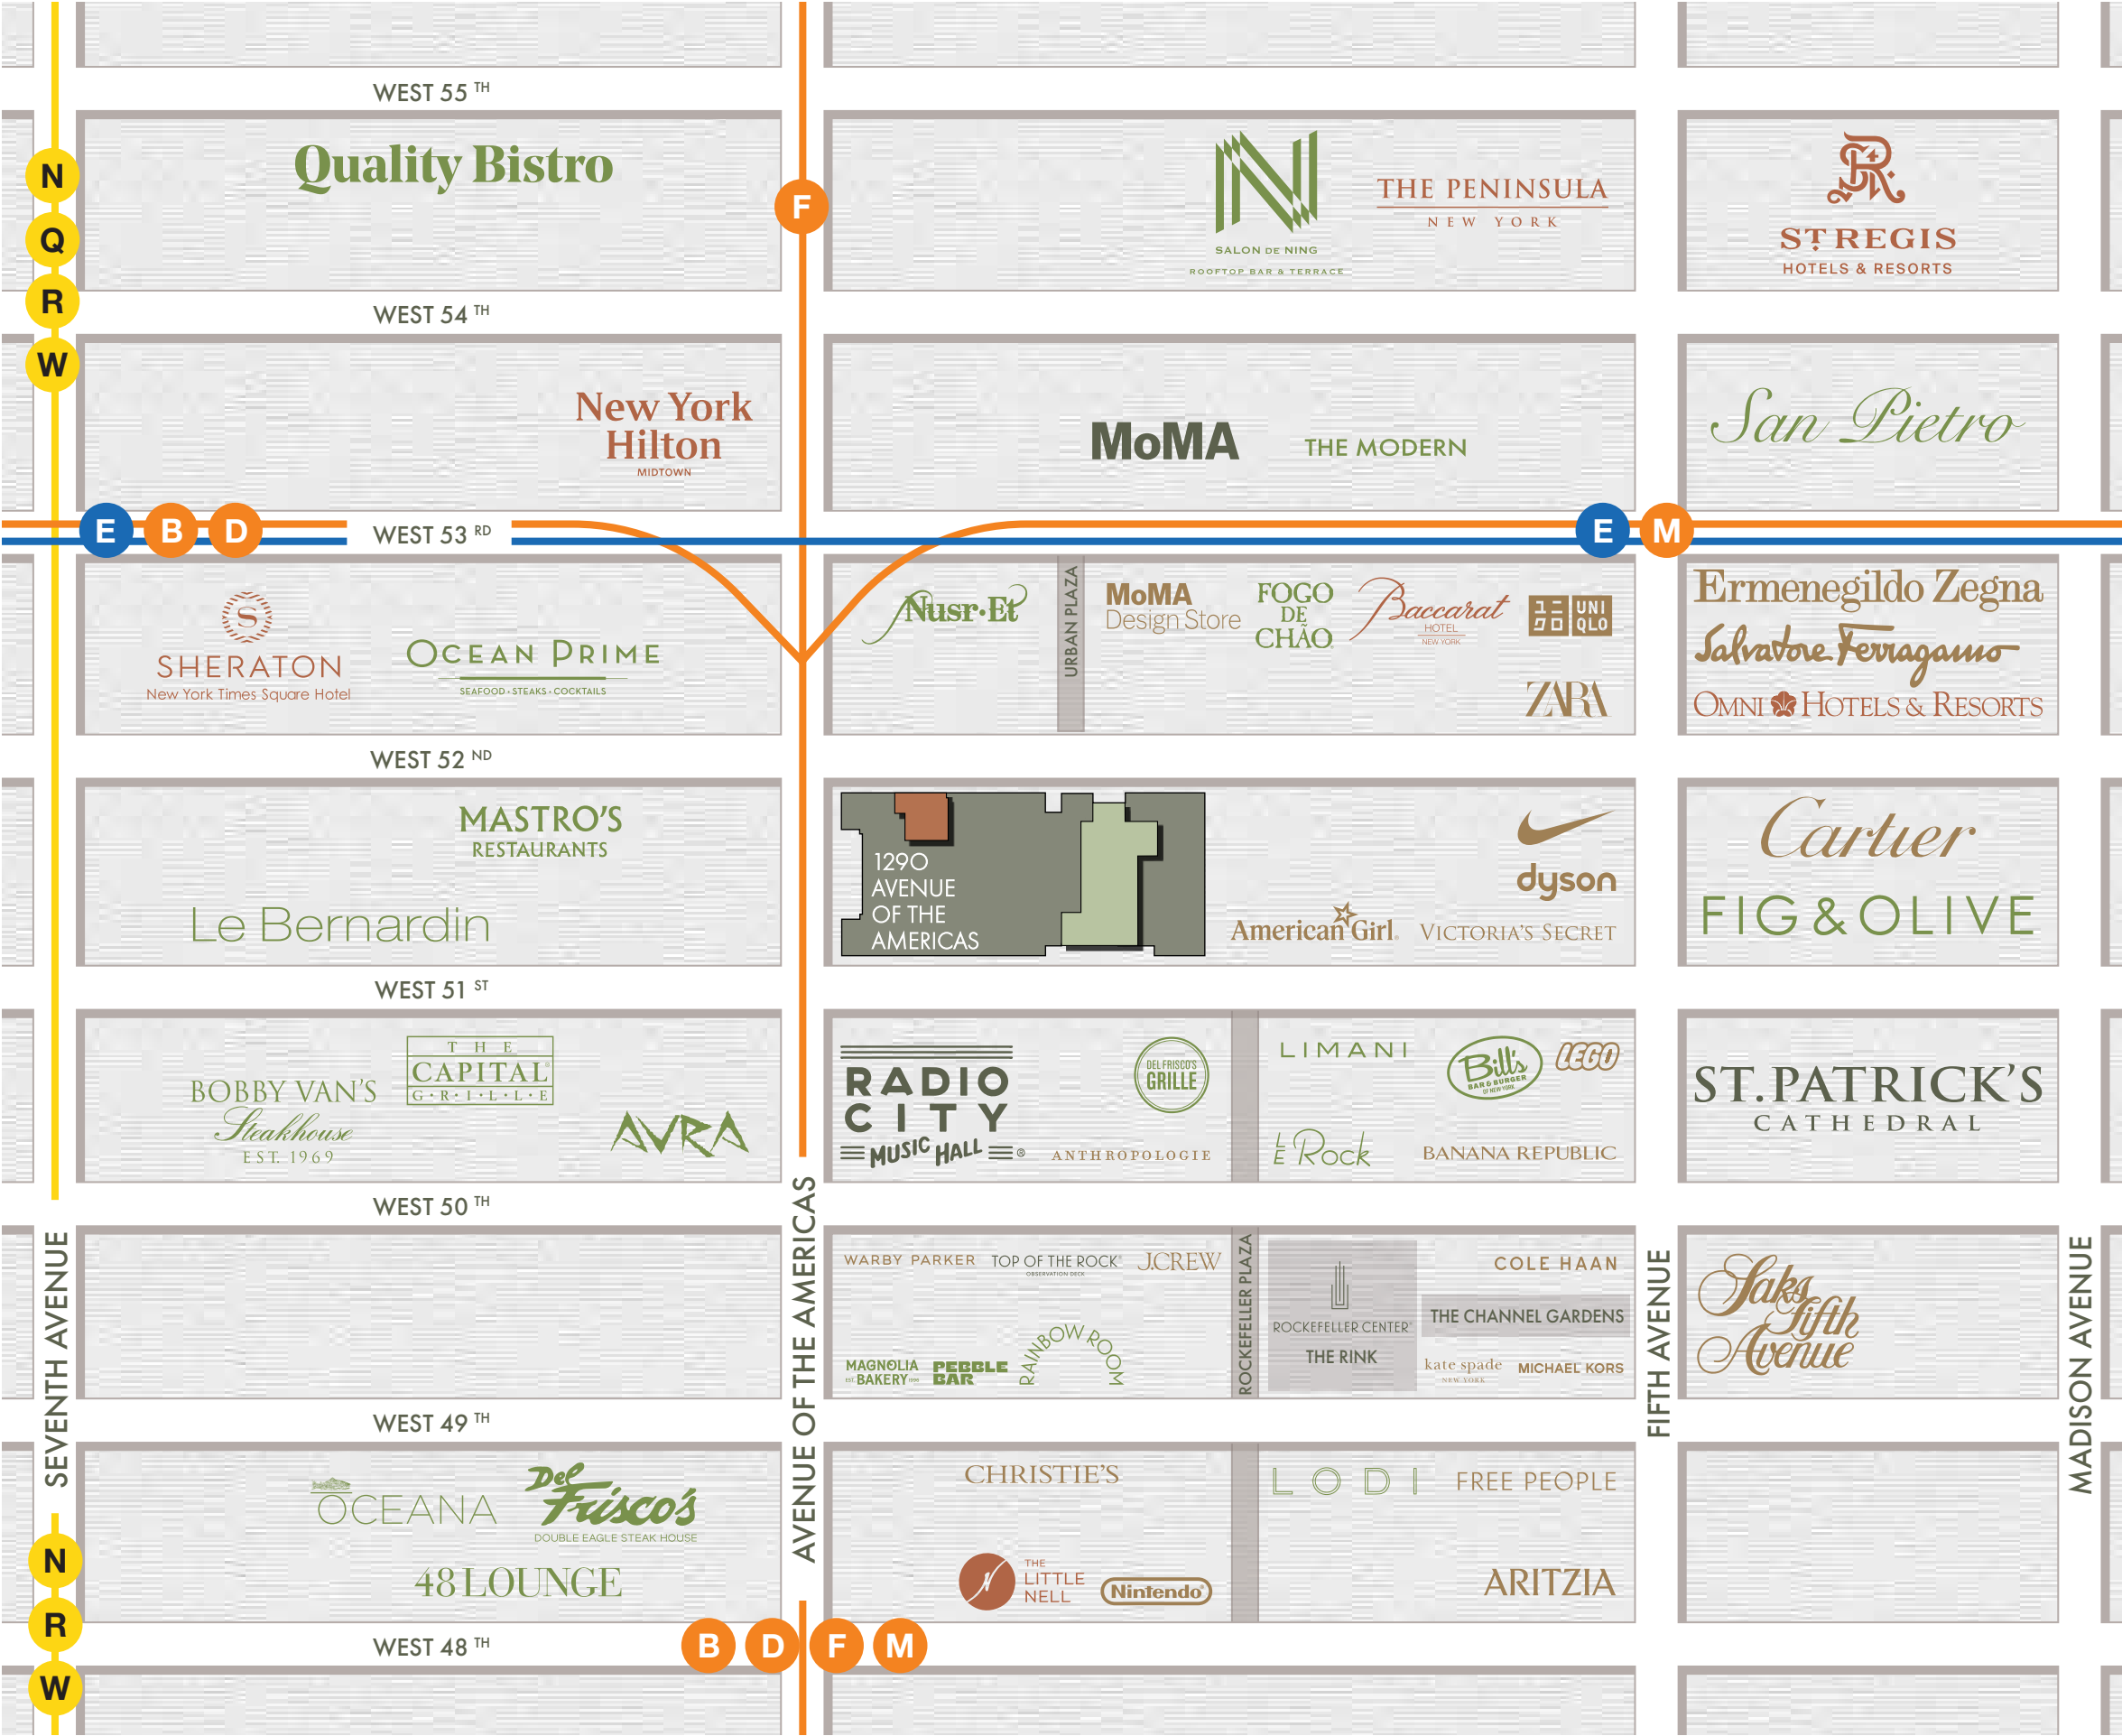 WEST 55 TH
N
Q
R
W
Quality Bistro
F
SALON DE NING
ROOFTOP BAR & TERRACE
THE PENINSULA
NEW YORK
ST REGIS
HOTELS & RESORTS
WEST 54 TH
New York
Hilton
MIDTOWN
MoMA
THE MODERN
San Pietro
E B D
WEST 53 RD
E M
S
SHERATON
New York Times Square Hotel
OCEAN PRIME
SEAFOOD • STEAKS • COCKTAILS
Nusr·Et
URBAN PLAZA
MoMA
Design Store
FOGO
DE
CHÃO
Baccarat
HOTEL
NEW YORK
ユニ
クロ
UNI
QLO
ZARA
Ermenegildo Zegna
Salvatore Ferragamo
OMNI HOTELS & RESORTS
WEST 52 ND
MASTRO'S
RESTAURANTS
Le Bernardin
1290
AVENUE
OF THE
AMERICAS
dyson
American Girl
VICTORIA'S SECRET
Cartier
FIG & OLIVE
WEST 51 ST
BOBBY VAN'S
Steakhouse
EST. 1969
THE
CAPITAL
G·R·I·L·L·E
AVRA
RADIO
CITY
MUSIC HALL ®
DEL FRISCO'S
GRILLE
ANTHROPOLOGIE
LIMANI
Bill's
BAR & BURGER
OF NEW YORK
LEGO
LE Rock
BANANA REPUBLIC
ST. PATRICK'S
CATHEDRAL
WEST 50 TH
SEVENTH AVENUE
AVENUE OF THE AMERICAS
WARBY PARKER
TOP OF THE ROCK
OBSERVATION DECK
J.CREW
MAGNOLIA
BAKERY
PEBBLE
BAR
RAINBOW ROOM
ROCKEFELLER PLAZA
ROCKEFELLER CENTER
THE RINK
COLE HAAN
THE CHANNEL GARDENS
kate spade
NEW YORK
MICHAEL KORS
FIFTH AVENUE
Saks
fifth
Avenue
MADISON AVENUE
WEST 49 TH
OCEANA
Del
Frisco's
DOUBLE EAGLE STEAK HOUSE
48 LOUNGE
CHRISTIE'S
THE
LITTLE
NELL
Nintendo
LODI
FREE PEOPLE
ARITZIA
N
R
W
WEST 48 TH
B D F M